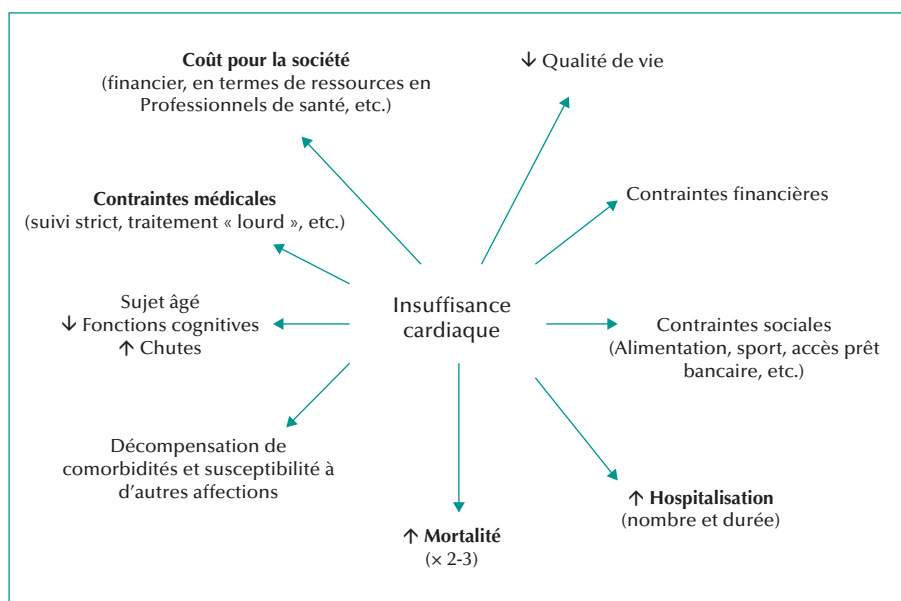 Coût pour la société
(financier, en termes de ressources en
Professionnels de santé, etc.)
↓ Qualité de vie
Contraintes médicales
(suivi strict, traitement « lourd », etc.)
Contraintes financières
Sujet âgé
↓ Fonctions cognitives
↑ Chutes
Insuffisance
cardiaque
Contraintes sociales
(Alimentation, sport, accès prêt
bancaire, etc.)
Décompensation de
comorbidités et susceptibilité à
d’autres affections
↑ Mortalité
(× 2-3)
↑ Hospitalisation
(nombre et durée)